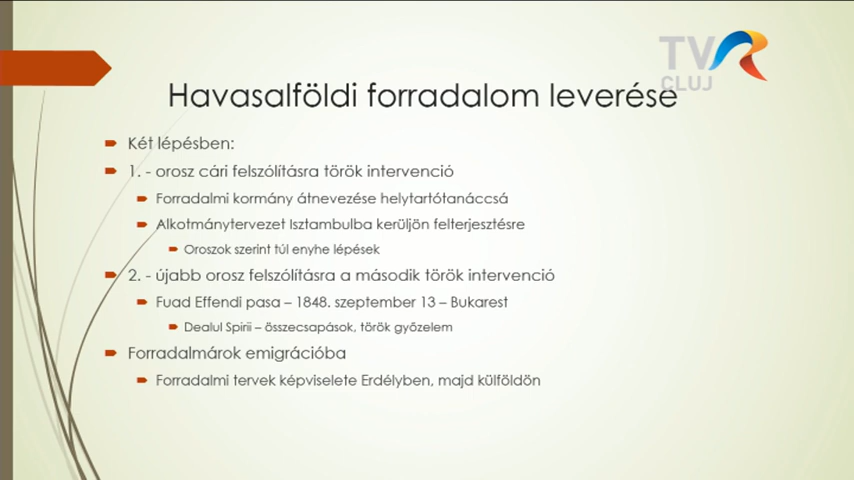 TVR
CLUJ
Havasalföldi forradalom leverése
Két lépésben:
1. - orosz cári felszólításra török intervenció
Forradalmi kormány átnevezése helytartótanáccsá
Alkotmánytervezet Isztambulba kerüljön felterjesztésre
Oroszok szerint túl enyhe lépések
2. - újabb orosz felszólításra a második török intervenció
Fuad Effendi pasa – 1848. szeptember 13 – Bukarest
Dealul Spirii – összecsapások, török győzelem
Forradalmárok emigrációba
Forradalmi tervek képviselete Erdélyben, majd külföldön